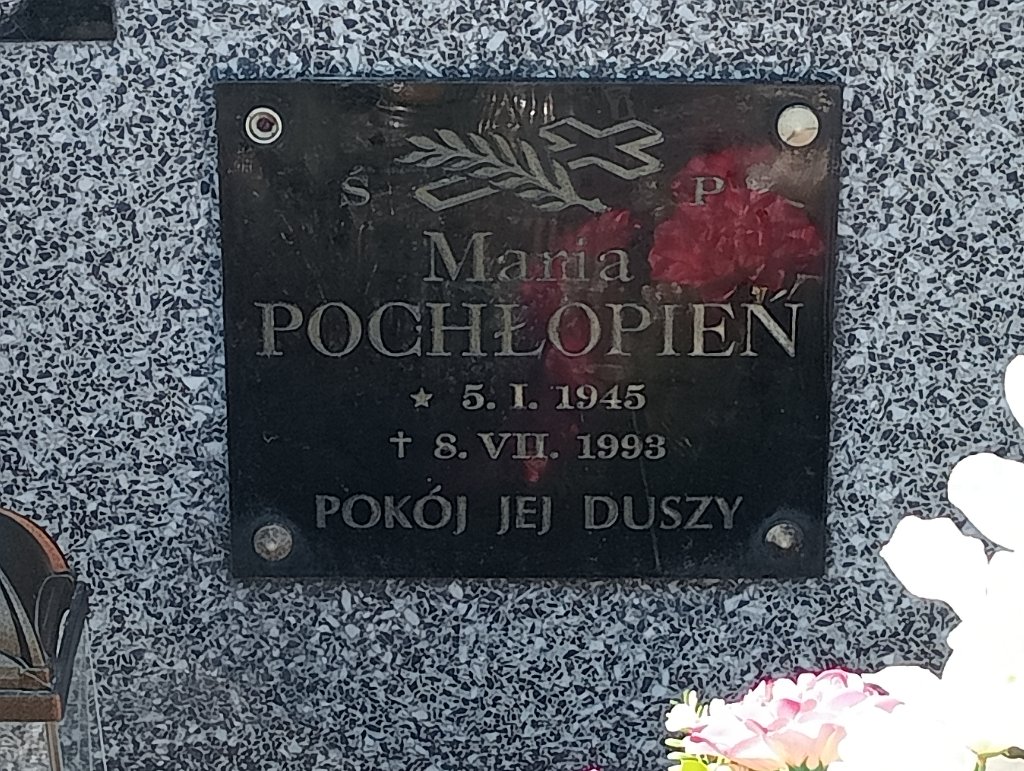 Ś P
Maria
POCHŁOPIEŃ
★ 5. I. 1945
✝ 8. VII. 1993
POKÓJ JEJ DUSZY